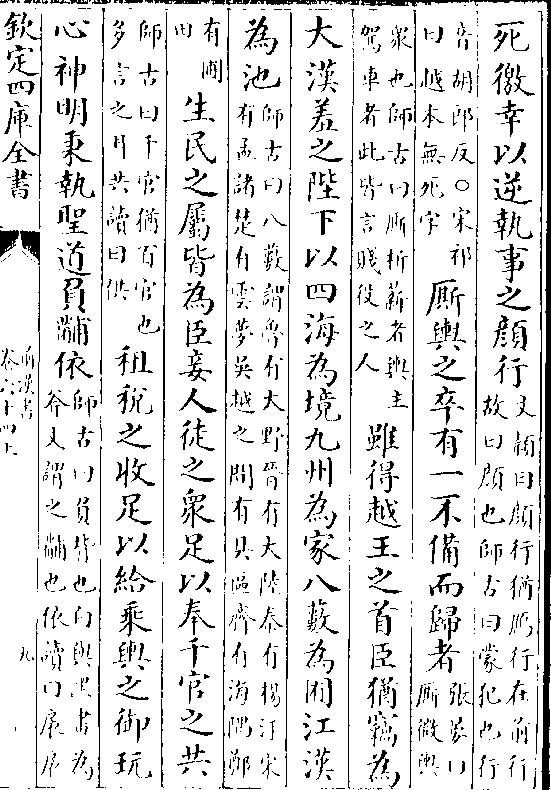 死徼幸以逆執事之顔行文穎曰顔行猶鴈行在前行
故曰顔也師古曰蒙犯也行
音胡郎反○宋祁
曰越本無死字
厮輿之卒有一不備而歸者張晏曰
厮微輿
衆也師古曰厮析薪者輿主
駕車者此皆言賤役之人
雖得越王之首臣猶竊為
大漢羞之陛下以四海為境九州為家八藪為囿江漢
為池師古曰八藪謂魯有大野晉有大陸秦有楊汙宋
有孟諸楚有雲夢吳越之間有具區齊有海隅鄭
有圃
田
生民之屬皆為臣妾人徒之衆足以奉千官之共
師古曰千官猶百官也
多言之耳共讀曰供
租稅之收足以給乘輿之御玩
心神明秉執聖道負黼依師古曰負背也白與黑畫為
斧文謂之黼也依讀曰扆扆
欽定四庫全書
前漢書
卷六十四上
九